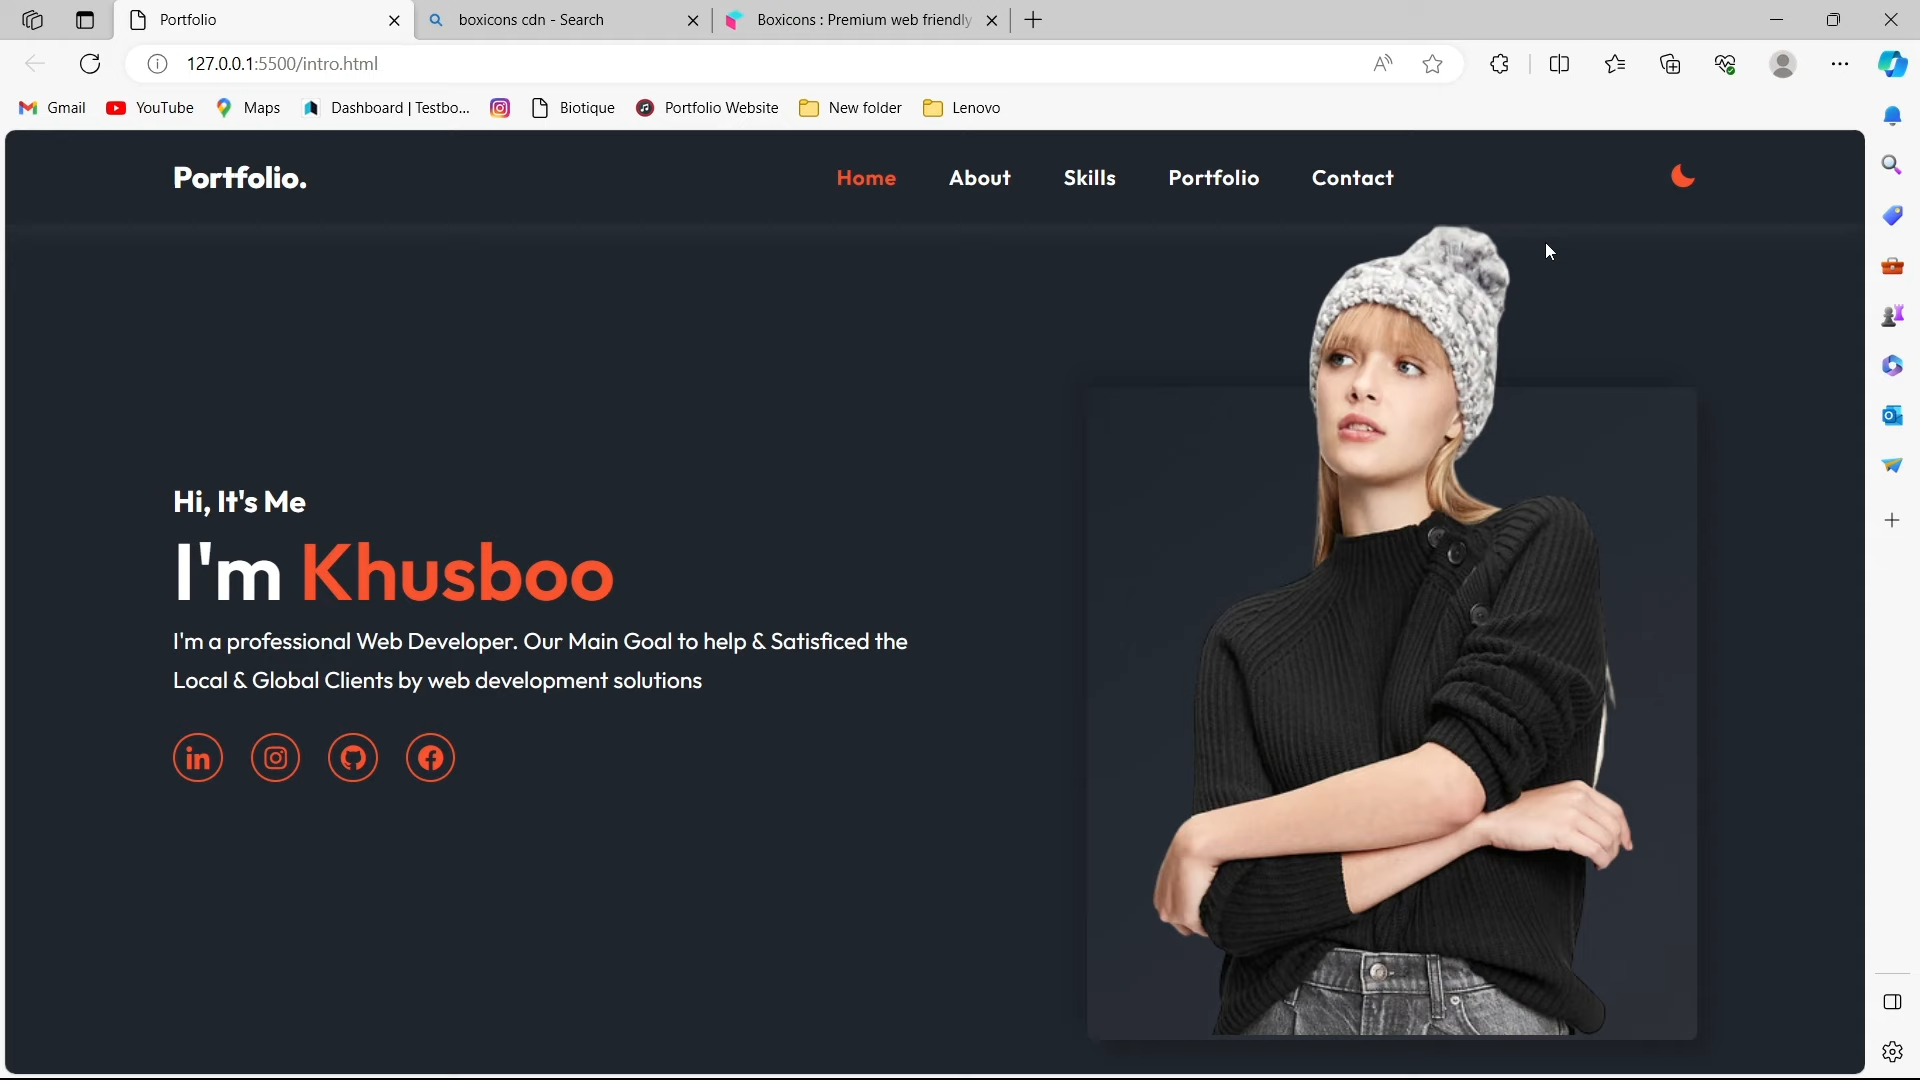 Portfolio
boxicons cdn - Search
Boxicons : Premium web friendly
127.0.0.1:5500/intro.html
Gmail
YouTube
Maps
Dashboard | Testbo...
Biotique
Portfolio Website
New folder
Lenovo
Portfolio.
Home
About
Skills
Portfolio
Contact
Hi, It's Me
I'm Khusboo
I'm a professional Web Developer. Our Main Goal to help & Satisficed the
Local & Global Clients by web development solutions